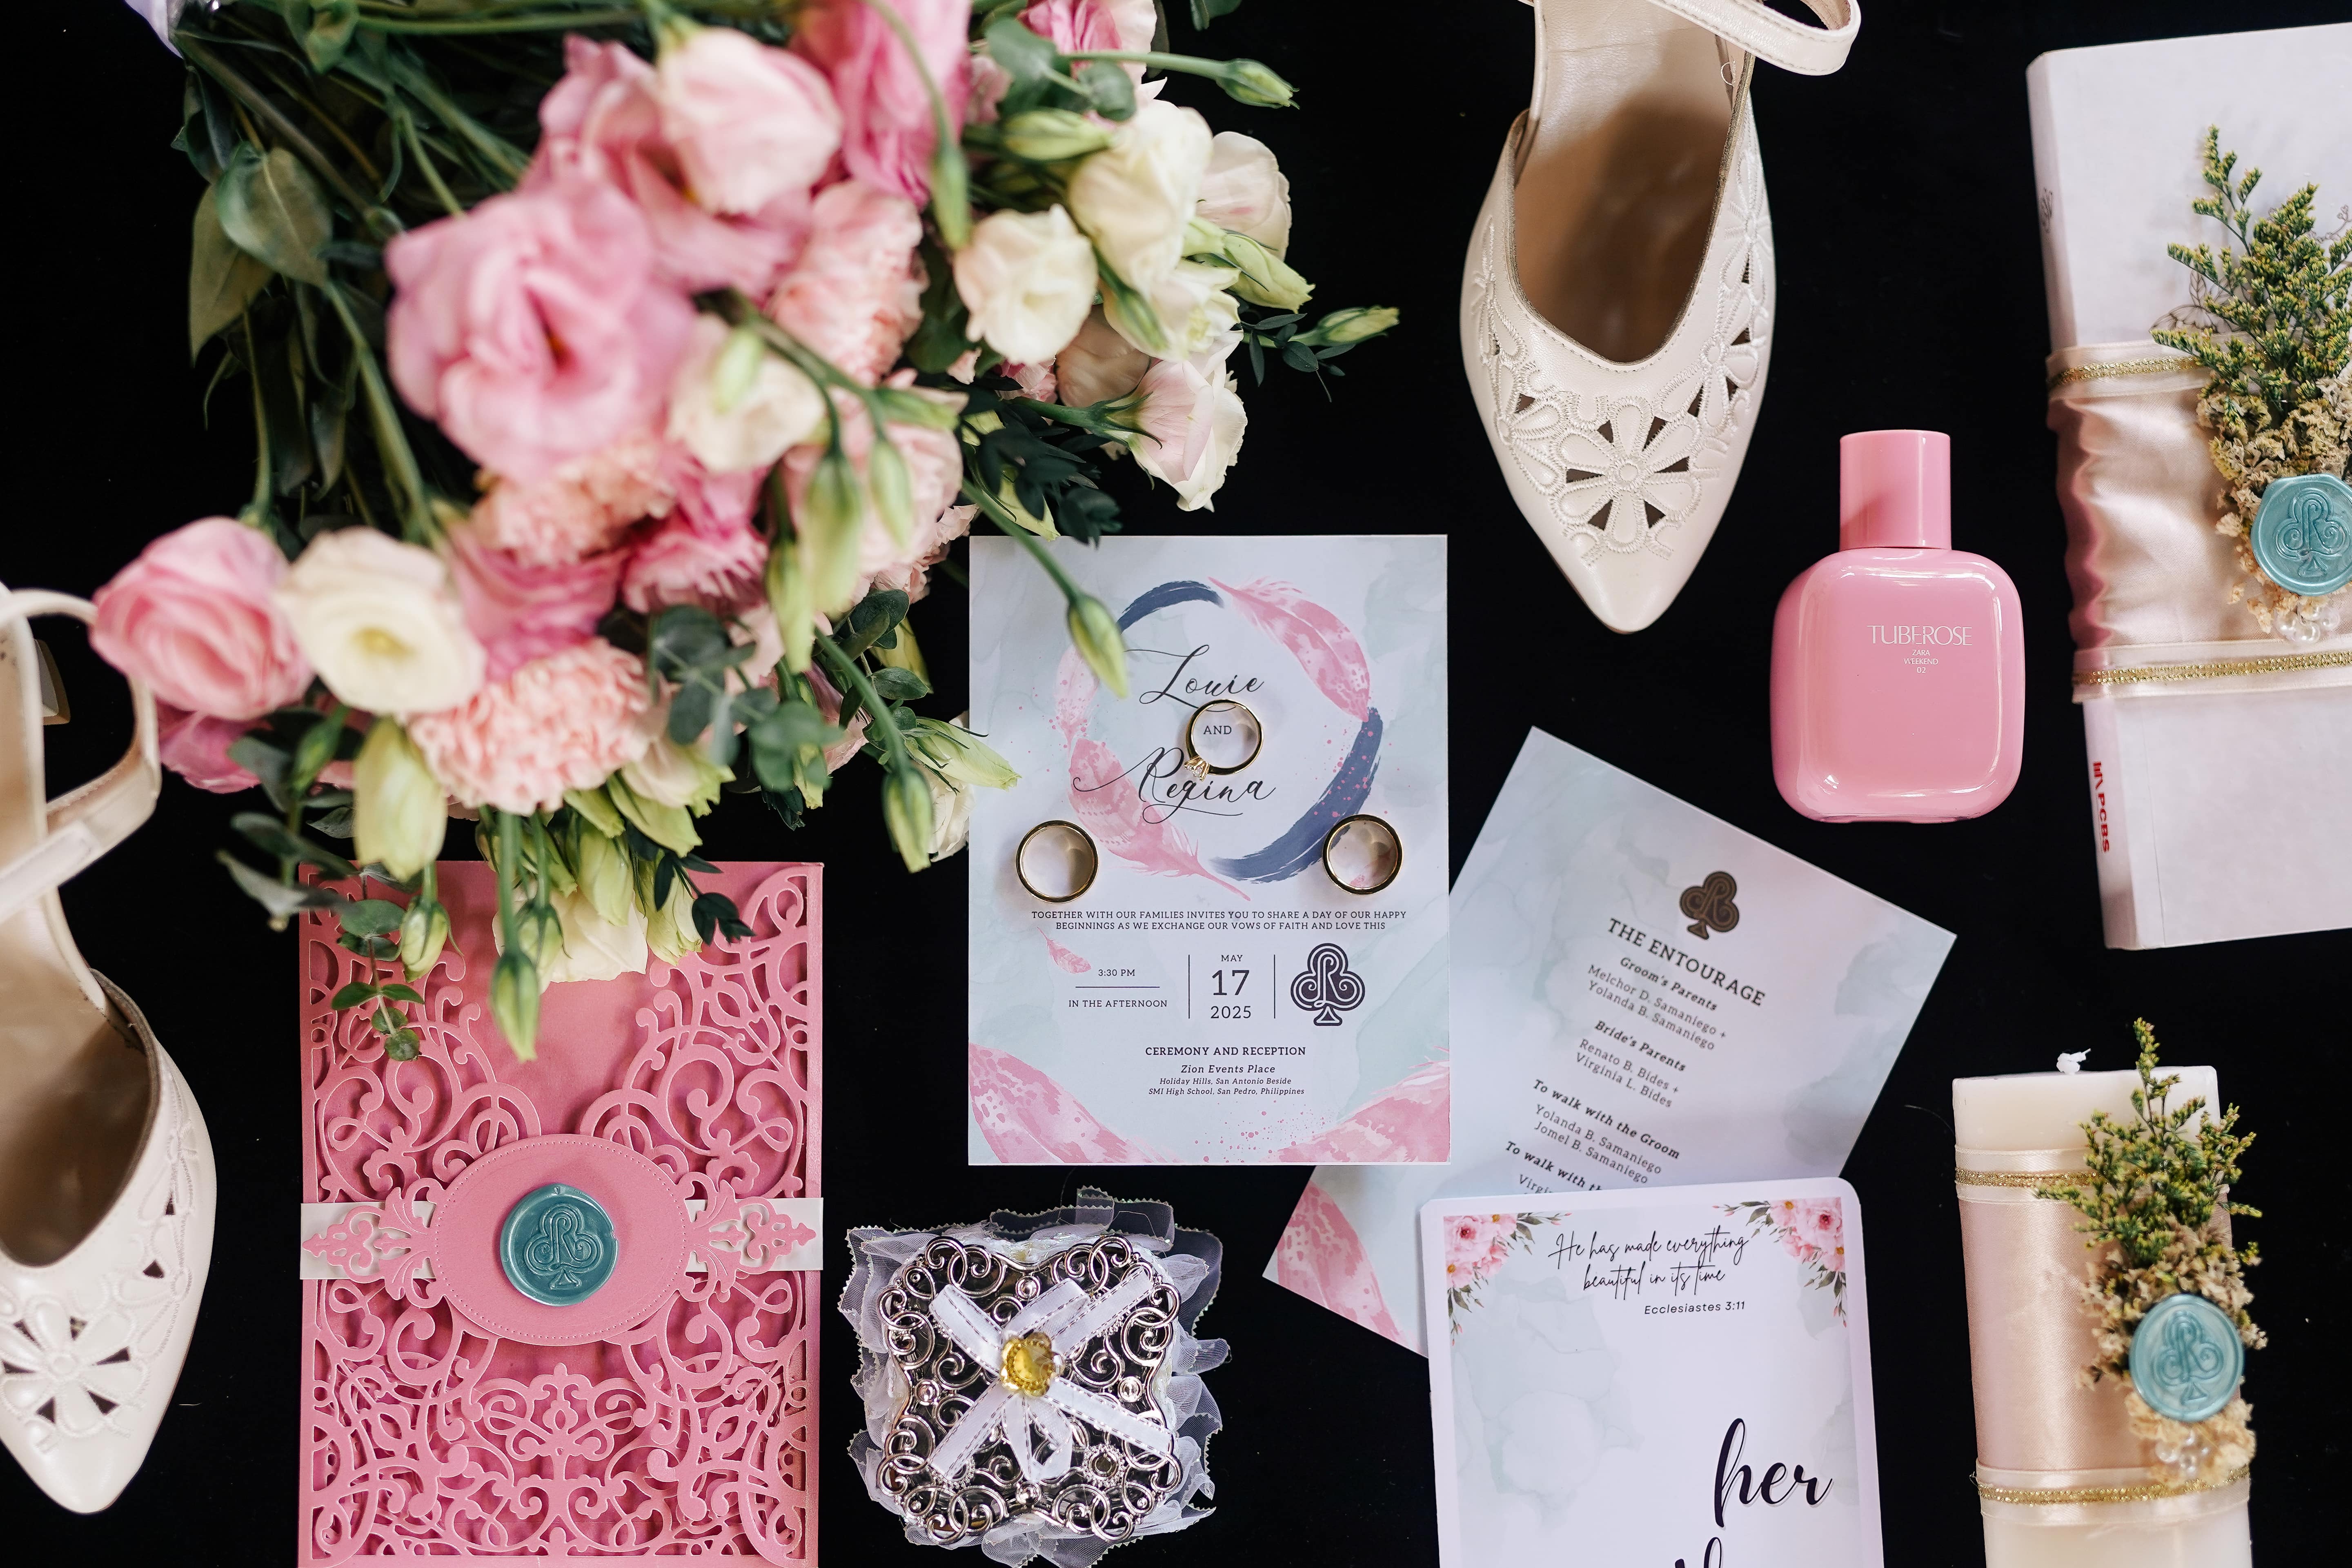 Louie
AND
Regina
TOGETHER WITH OUR FAMILIES INVITES YOU TO SHARE A DAY OF OUR HAPPY
BEGINNINGS AS WE EXCHANGE OUR VOWS OF FAITH AND LOVE THIS
3:30 PM
IN THE AFTERNOON
MAY
17
2025
CEREMONY AND RECEPTION
Zion Events Place
Holiday Hills, San Antonio Beside
SMI High School, San Pedro, Philippines
TUBEROSE
ZARA
WEEKEND
02
THE ENTOURAGE
Groom's Parents
Melchor D. Samaniego +
Yolanda B. Samaniego
Bride's Parents
Renato B. Bides +
Virginia L. Bides
To walk with the Groom
Yolanda B. Samaniego
Jomel B. Samaniego
To walk with
He has made everything
beautiful in its time
Ecclesiastes 3:11
her
PCBS